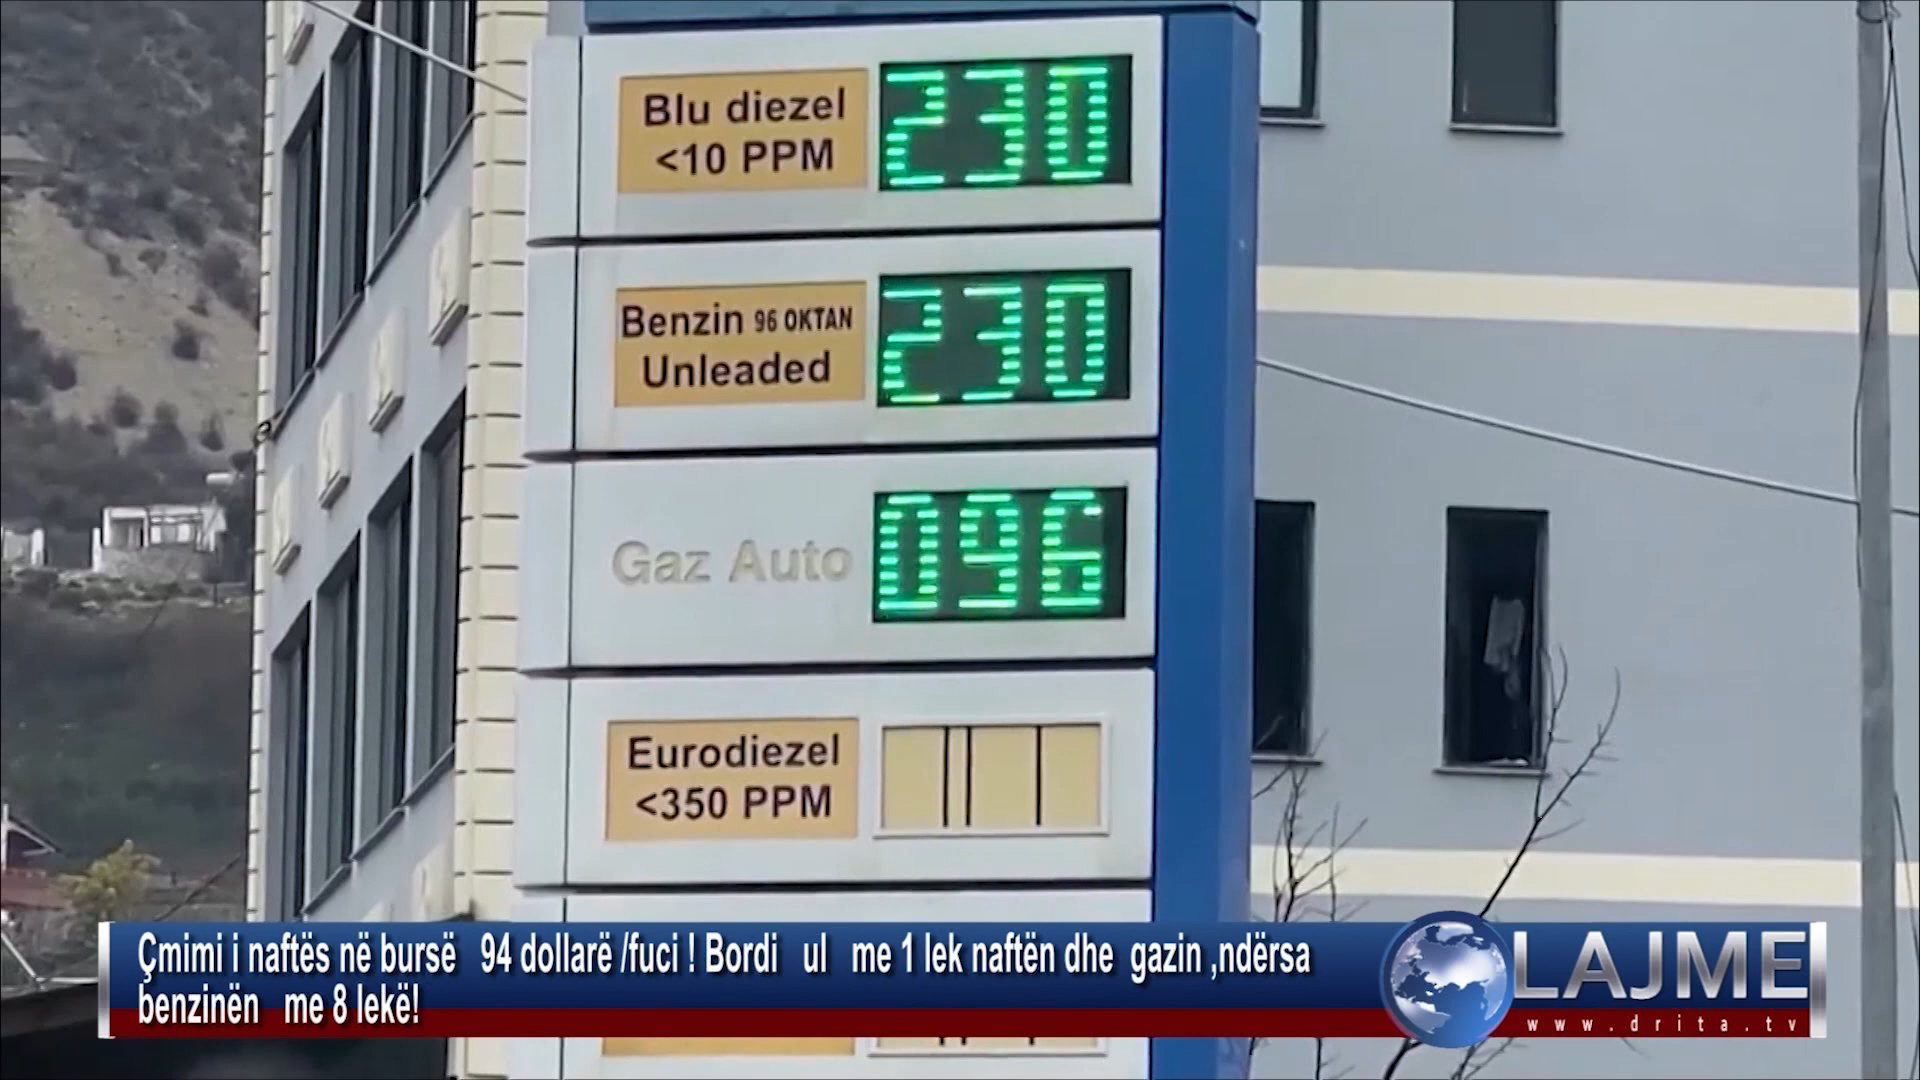 Blu diezel
<10 PPM
230
Benzin 96 OKTAN
Unleaded
230
Gaz Auto
096
Eurodiezel
<350 PPM
Çmimi i naftës në bursë 94 dollarë /fuci ! Bordi ul me 1 lek naftën dhe gazin ,ndërsa
benzinën me 8 lekë!
LAJME
www.drita.tv